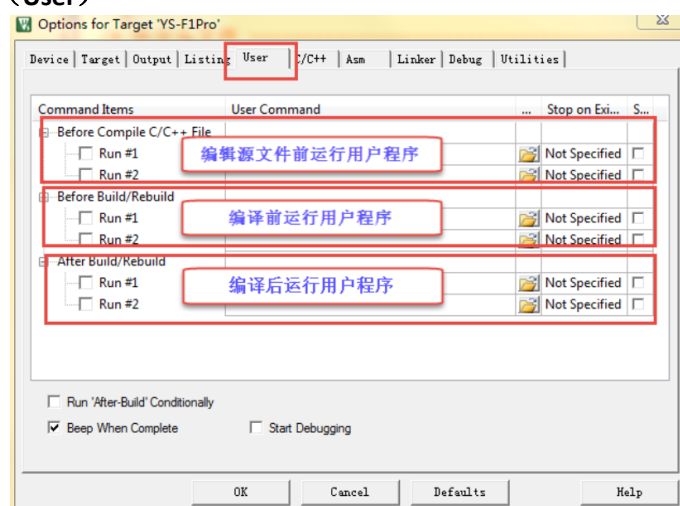 (User)
Options for Target 'YS-F1Pro'
Device Target Output Listing User C/C++ Asm Linker Debug Utilities
Command Items User Command ... Stop on Exi... S...
Before Compile C/C++ File
Run #1 编辑源文件前运行用户程序 Not Specified
Run #2 Not Specified
Before Build/Rebuild
Run #1 编译前运行用户程序 Not Specified
Run #2 Not Specified
After Build/Rebuild
Run #1 编译后运行用户程序 Not Specified
Run #2 Not Specified
Run 'After-Build' Conditionally
Beep When Complete Start Debugging
OK Cancel Defaults Help